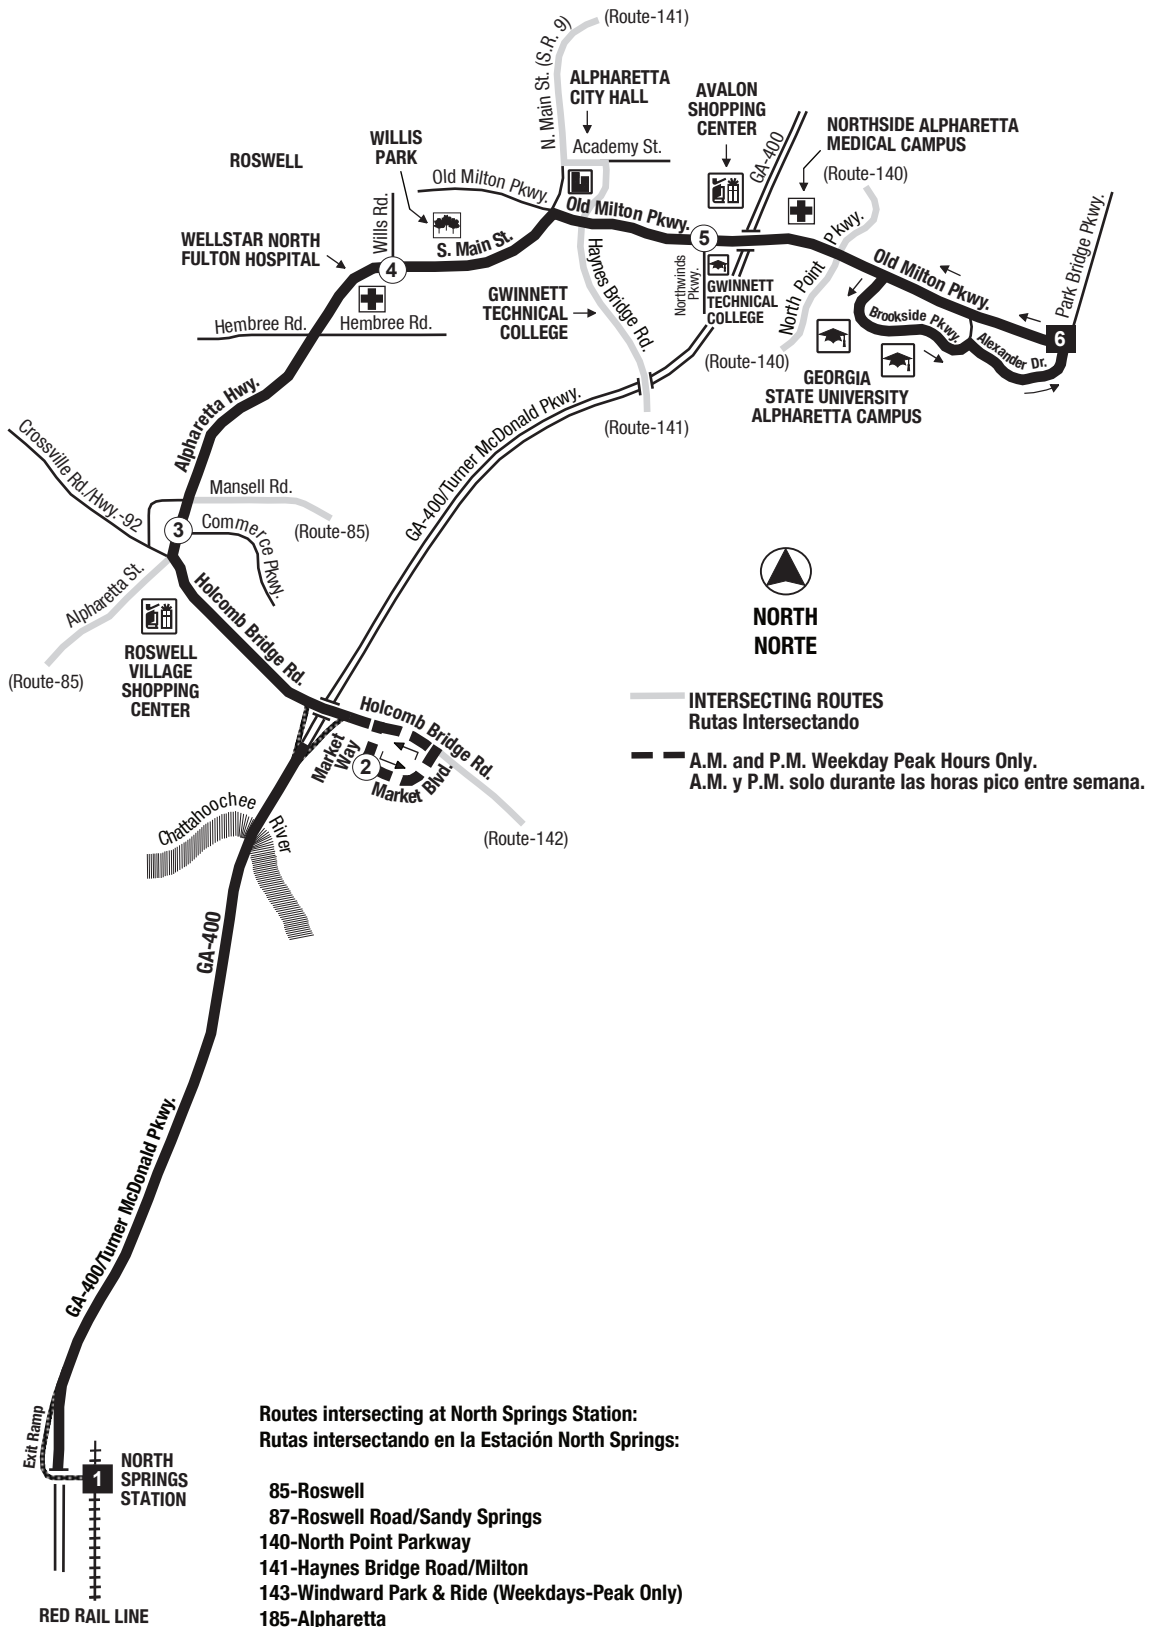 (Route-141)
N. Main St. (S.R. 9)
ALPHARETTA
CITY HALL
Academy St.
AVALON
SHOPPING
CENTER
GA-400
NORTHSIDE ALPHARETTA
MEDICAL CAMPUS
(Route-140)
WILLIS
PARK
ROSWELL
Old Milton Pkwy.
Wills Rd.
S. Main St.
Old Milton Pkwy.
WELLSTAR NORTH
FULTON HOSPITAL
4
5
Haynes Bridge Rd.
Northwinds
Pkwy.
GWINNETT
TECHNICAL
COLLEGE
GWINNETT
TECHNICAL
COLLEGE
North Point Pkwy.
Old Milton Pkwy.
Park Bridge Pkwy.
Brookside Pkwy.
Alexander Dr.
6
Hembree Rd.
Hembree Rd.
(Route-140)
GEORGIA
STATE UNIVERSITY
ALPHARETTA CAMPUS
(Route-141)
Alpharetta Hwy.
GA-400/Turner McDonald Pkwy.
Crossville Rd./Hwy.-92
Mansell Rd.
(Route-85)
3
Commerce Pkwy.
Alpharetta St.
Holcomb Bridge Rd.
(Route-85)
ROSWELL
VILLAGE
SHOPPING
CENTER
NORTH
NORTE
INTERSECTING ROUTES
Rutas Intersectando
A.M. and P.M. Weekday Peak Hours Only.
A.M. y P.M. solo durante las horas pico entre semana.
Holcomb Bridge Rd.
Market
Way
2
Market Blvd.
(Route-142)
Chattahoochee
River
GA-400
GA-400/Turner McDonald Pkwy.
Exit Ramp
1
NORTH
SPRINGS
STATION
RED RAIL LINE
Routes intersecting at North Springs Station:
Rutas intersectando en la Estación North Springs:
85-Roswell
87-Roswell Road/Sandy Springs
140-North Point Parkway
141-Haynes Bridge Road/Milton
143-Windward Park & Ride (Weekdays-Peak Only)
185-Alpharetta